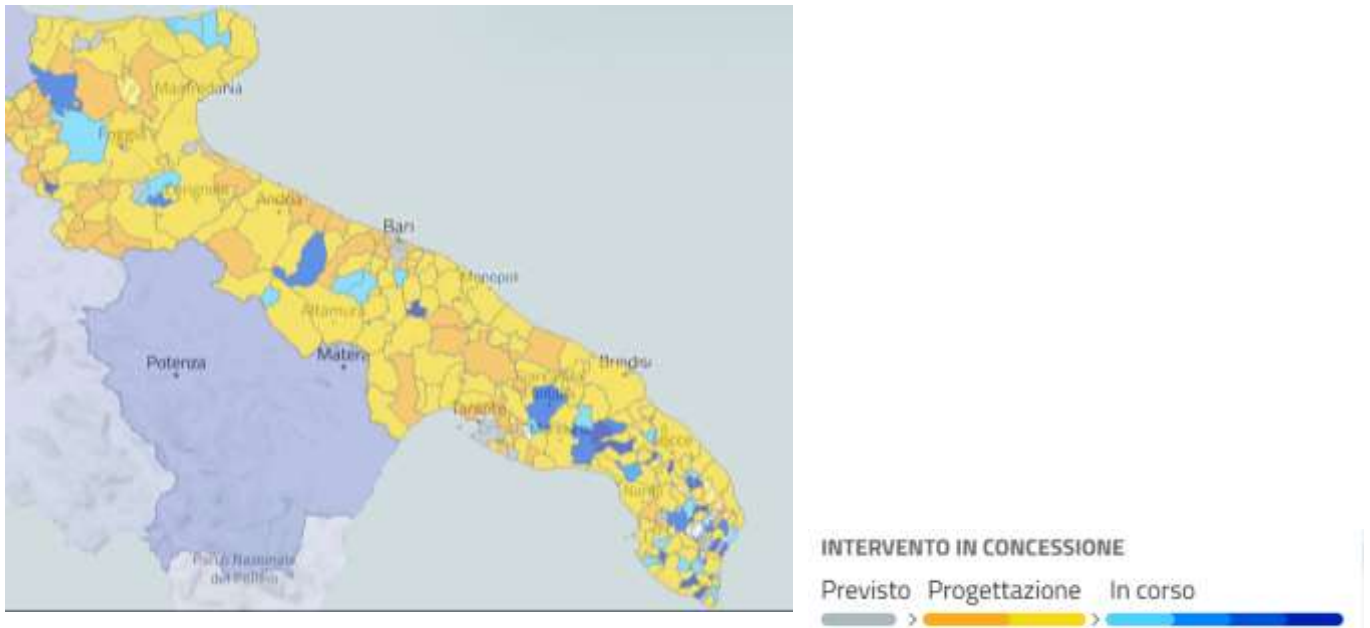 Manfredonia
Foggia
Cerignola
Andria
Bari
Monopoli
Altamura
Potenza
Matera
Brindisi
Taranto
Lecce
Nardò
Parco Nazionale
del Pollino
INTERVENTO IN CONCESSIONE
Previsto > Progettazione > In corso